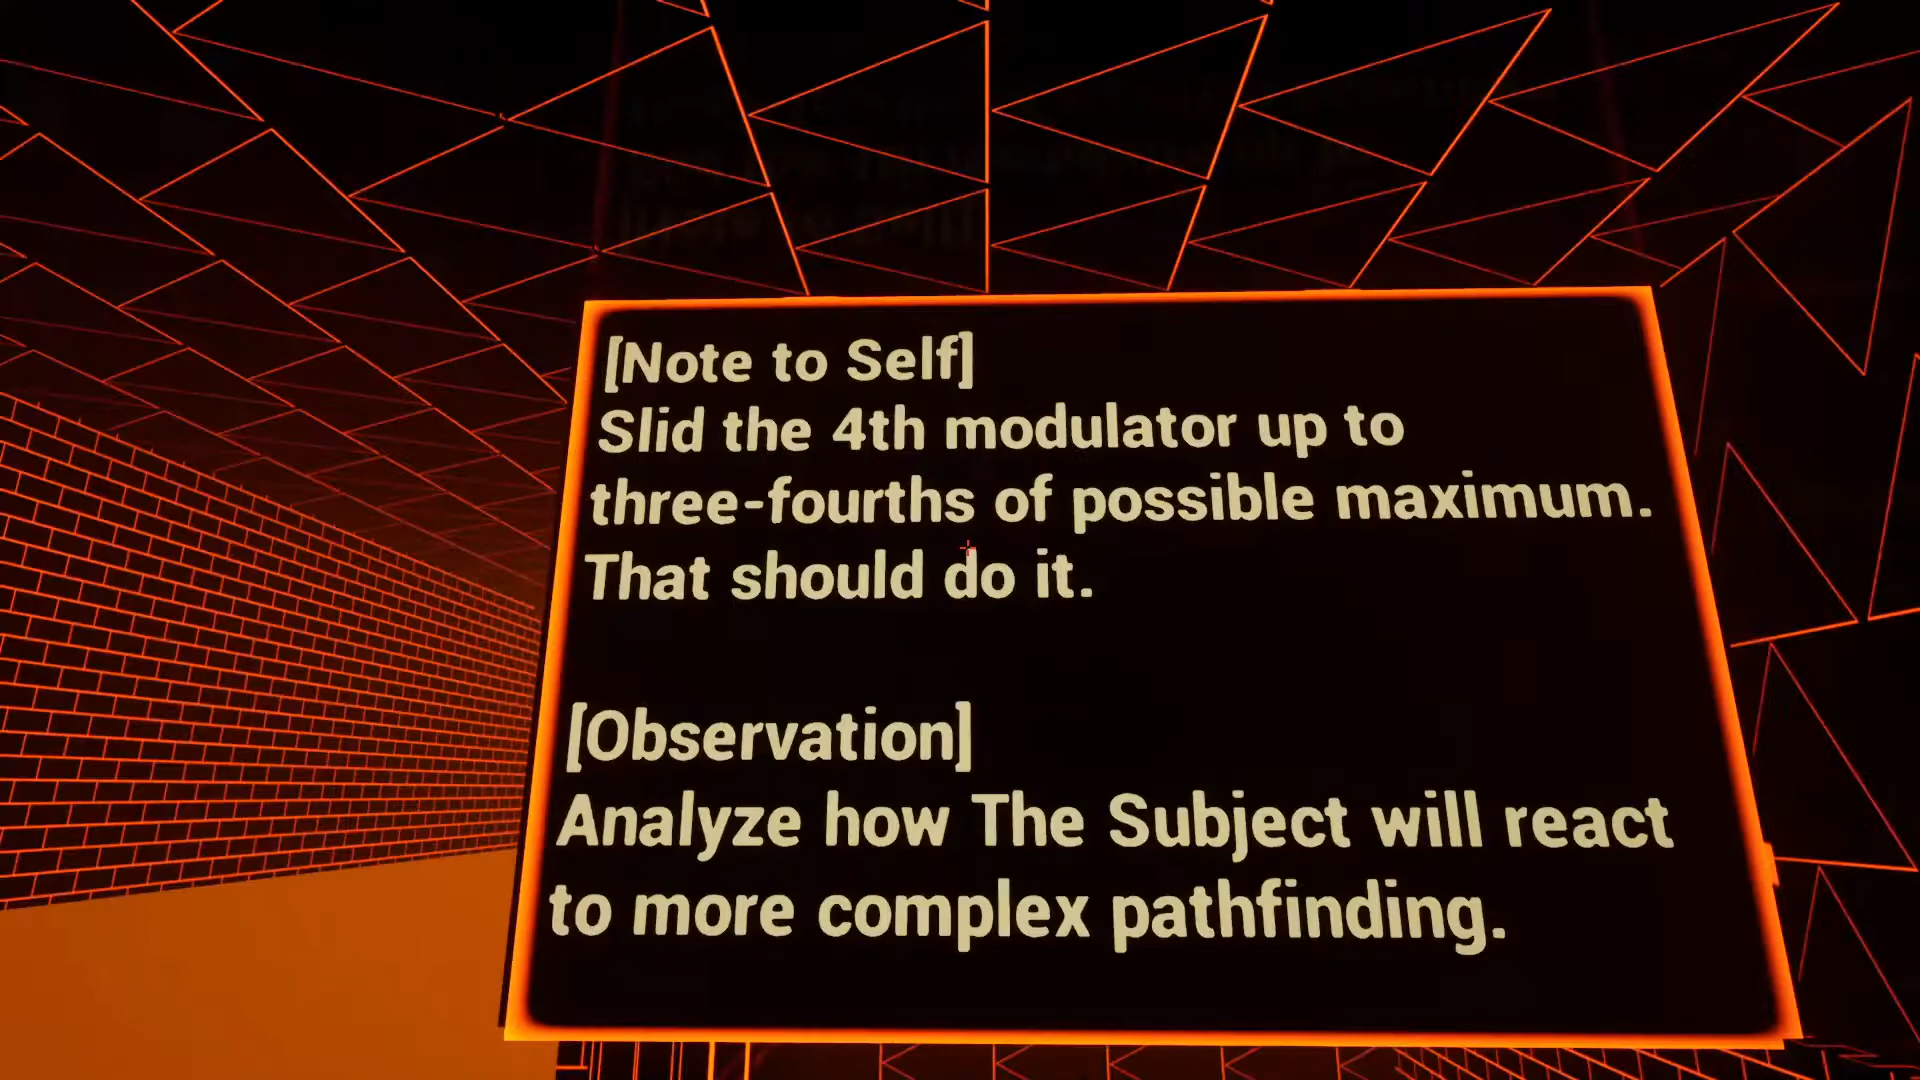 [Note to Self]
Slid the 4th modulator up to
three-fourths of possible maximum.
That should do it.
[Observation]
Analyze how The Subject will react
to more complex pathfinding.